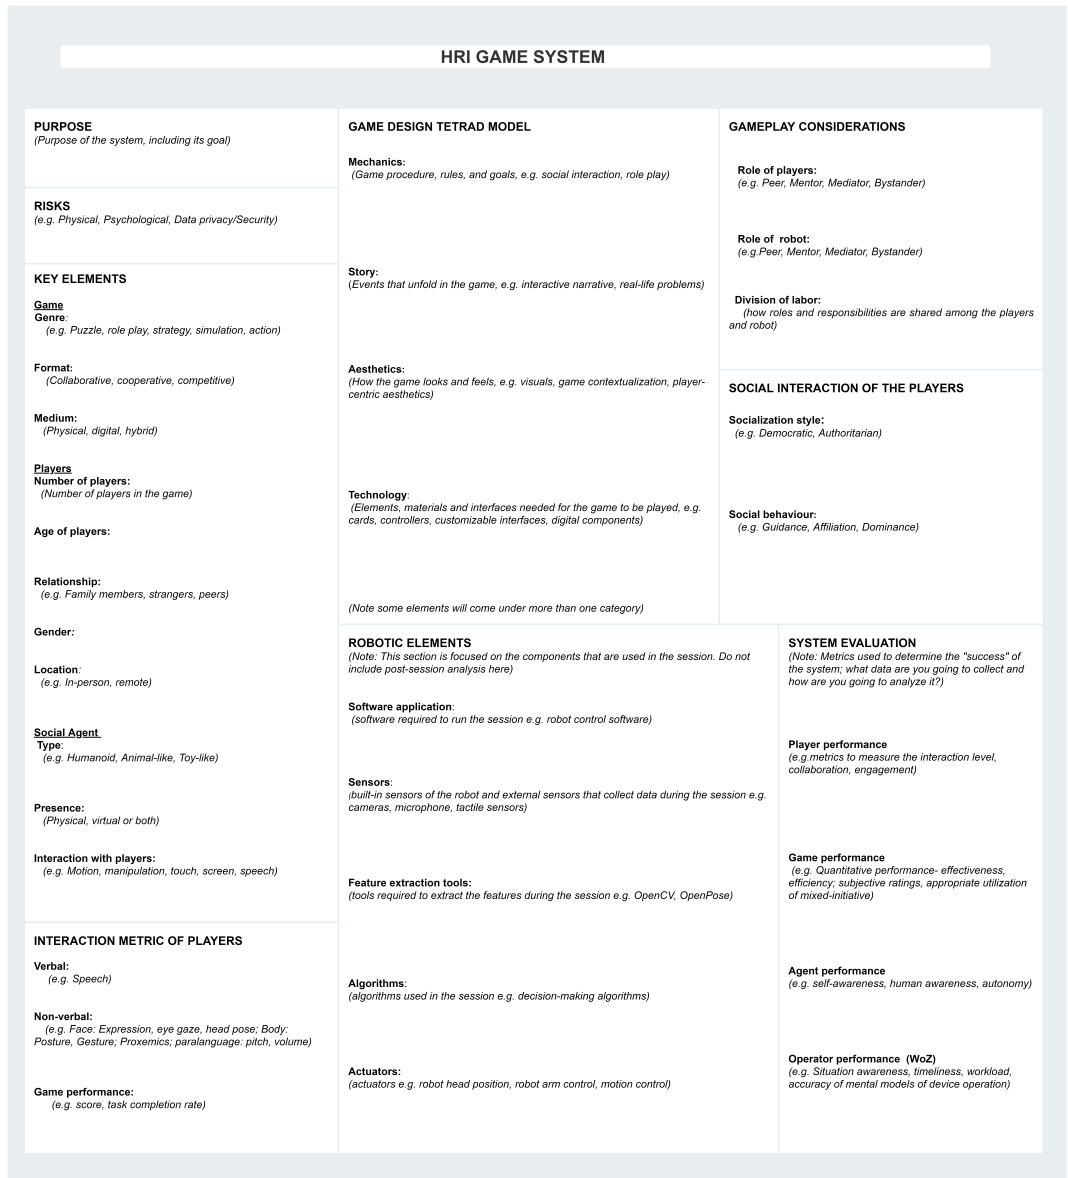 HRI GAME SYSTEM
PURPOSE
(Purpose of the system, including its goal)
RISKS
(e.g. Physical, Psychological, Data privacy/Security)
KEY ELEMENTS
Game
Genre:
(e.g. Puzzle, role play, strategy, simulation, action)
Format:
(Collaborative, cooperative, competitive)
Medium:
(Physical, digital, hybrid)
Players
Number of players:
(Number of players in the game)
Age of players:
Relationship:
(e.g. Family members, strangers, peers)
Gender:
Location:
(e.g. In-person, remote)
Social Agent
Type:
(e.g. Humanoid, Animal-like, Toy-like)
Presence:
(Physical, virtual or both)
Interaction with players:
(e.g. Motion, manipulation, touch, screen, speech)
INTERACTION METRIC OF PLAYERS
Verbal:
(e.g. Speech)
Non-verbal:
(e.g. Face: Expression, eye gaze, head pose; Body:
Posture, Gesture; Proxemics; paralanguage: pitch, volume)
Game performance:
(e.g. score, task completion rate)
GAME DESIGN TETRAD MODEL
Mechanics:
(Game procedure, rules, and goals, e.g. social interaction, role play)
Story:
(Events that unfold in the game, e.g. interactive narrative, real-life problems)
Aesthetics:
(How the game looks and feels, e.g. visuals, game contextualization, player-
centric aesthetics)
Technology:
(Elements, materials and interfaces needed for the game to be played, e.g.
cards, controllers, customizable interfaces, digital components)
(Note some elements will come under more than one category)
GAMEPLAY CONSIDERATIONS
Role of players:
(e.g. Peer, Mentor, Mediator, Bystander)
Role of robot:
(e.g.Peer, Mentor, Mediator, Bystander)
Division of labor:
(how roles and responsibilities are shared among the players
and robot)
SOCIAL INTERACTION OF THE PLAYERS
Socialization style:
(e.g. Democratic, Authoritarian)
Social behaviour:
(e.g. Guidance, Affiliation, Dominance)
ROBOTIC ELEMENTS
(Note: This section is focused on the components that are used in the session. Do not
include post-session analysis here)
Software application:
(software required to run the session e.g. robot control software)
Sensors:
(built-in sensors of the robot and external sensors that collect data during the session e.g.
cameras, microphone, tactile sensors)
Feature extraction tools:
(tools required to extract the features during the session e.g. OpenCV, OpenPose)
Algorithms:
(algorithms used in the session e.g. decision-making algorithms)
Actuators:
(actuators e.g. robot head position, robot arm control, motion control)
SYSTEM EVALUATION
(Note: Metrics used to determine the "success" of
the system; what data are you going to collect and
how are you going to analyze it?)
Player performance
(e.g.metrics to measure the interaction level,
collaboration, engagement)
Game performance
(e.g. Quantitative performance- effectiveness,
efficiency; subjective ratings, appropriate utilization
of mixed-initiative)
Agent performance
(e.g. self-awareness, human awareness, autonomy)
Operator performance (WoZ)
(e.g. Situation awareness, timeliness, workload,
accuracy of mental models of device operation)